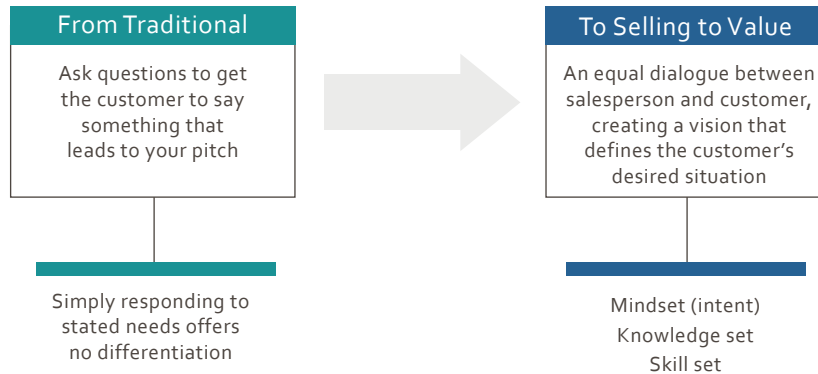 From Traditional
Ask questions to get
the customer to say
something that
leads to your pitch
Simply responding to
stated needs offers
no differentiation
To Selling to Value
An equal dialogue between
salesperson and customer,
creating a vision that
defines the customer’s
desired situation
Mindset (intent)
Knowledge set
Skill set